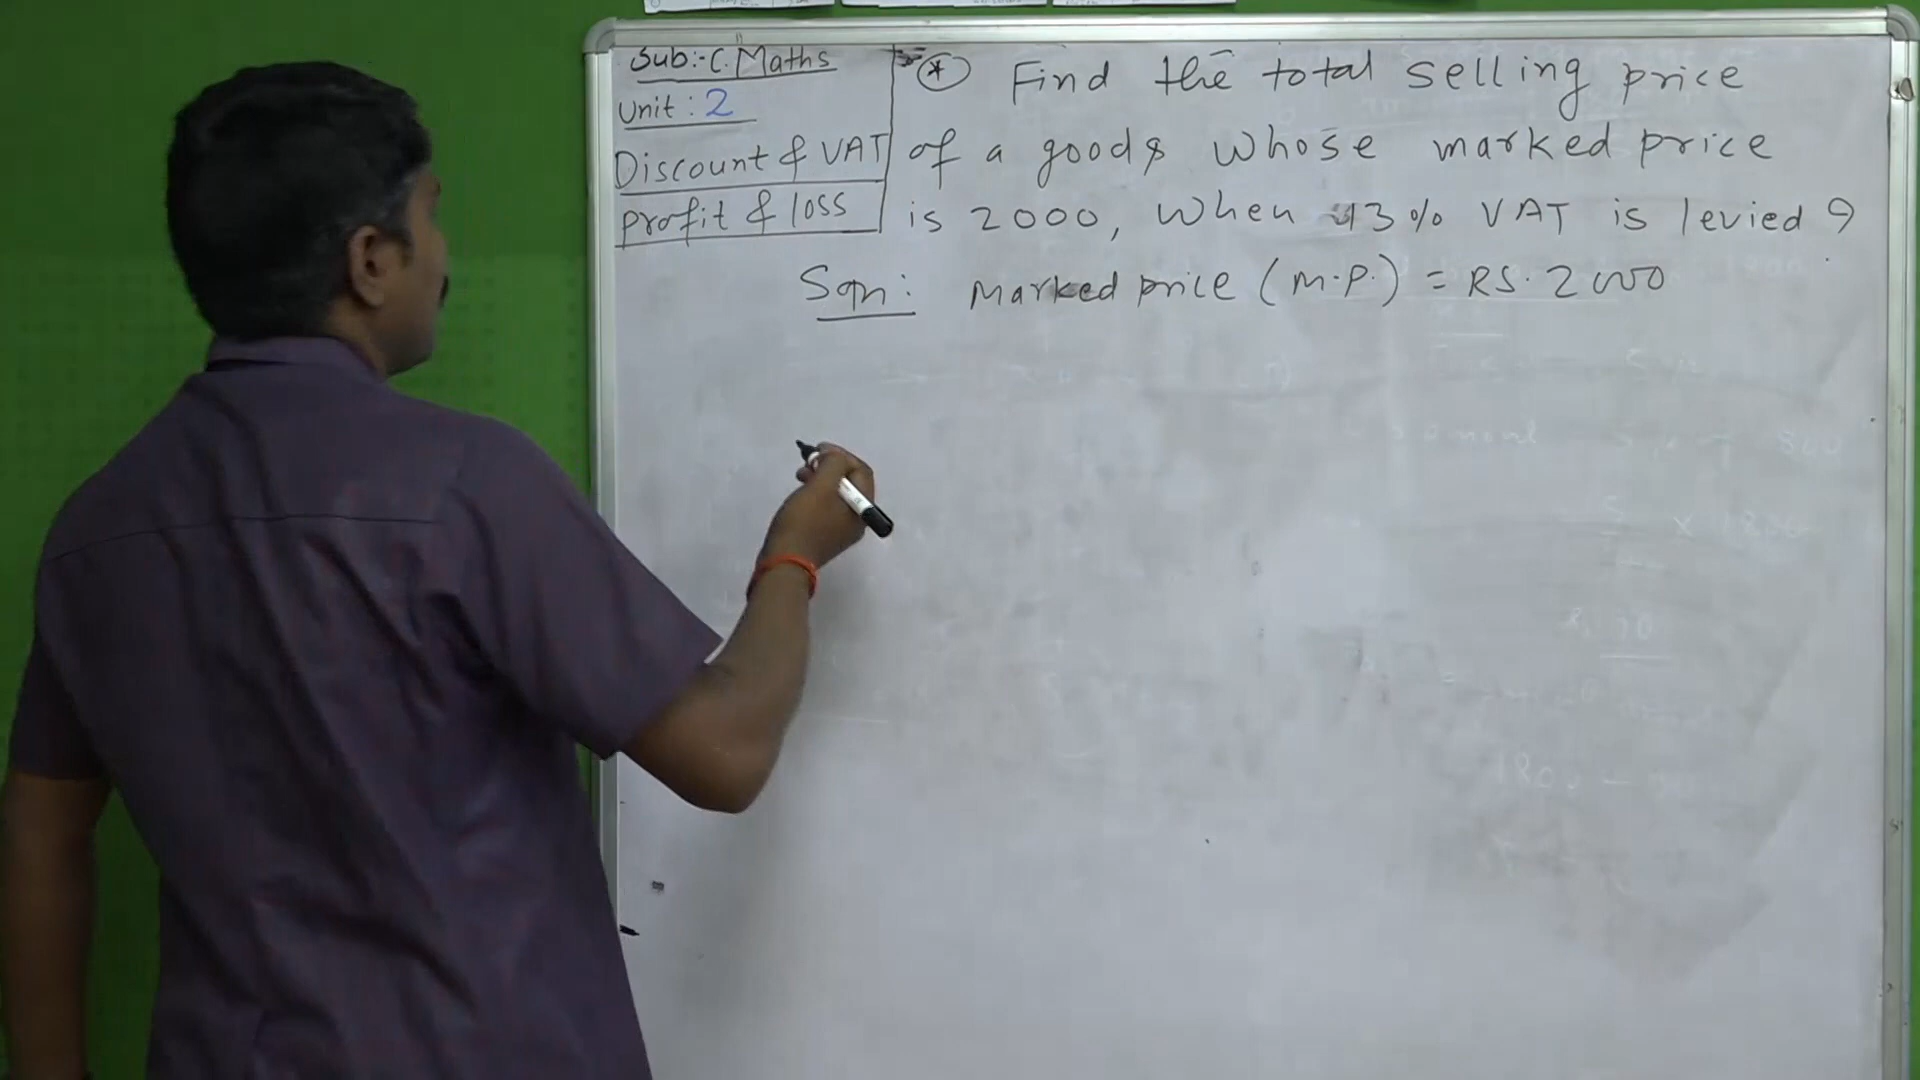 Sub:- C. Maths
Unit : 2
Discount & VAT
profit & loss
* Find the total selling price
of a goods whose marked price
is 2000, when 13% VAT is levied ?
Soln: Marked price (M.P.) = RS. 2000